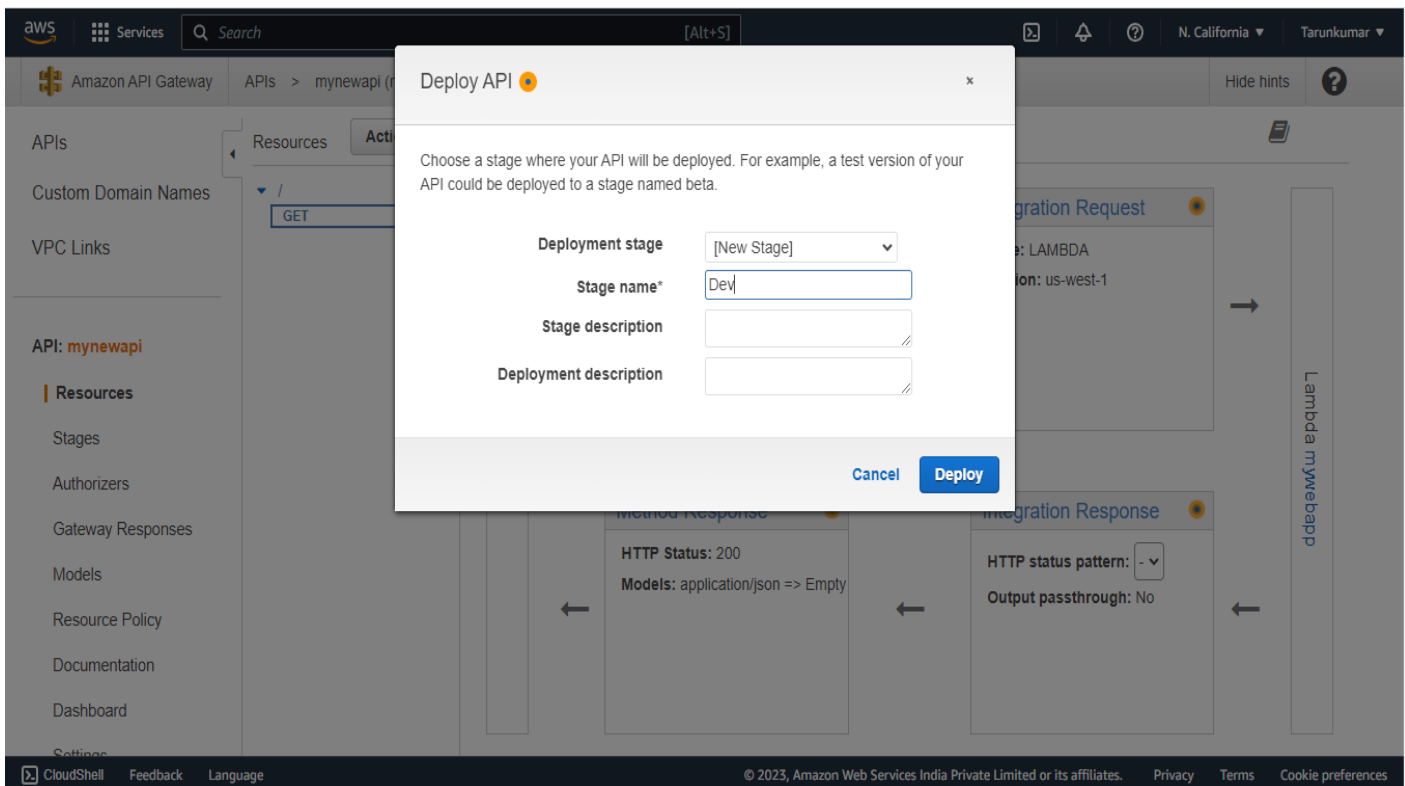 aws Services Search [Alt+S] N. California ▼ Tarunkumar ▼
Amazon API Gateway APIs > mynewapi (r Hide hints
Deploy API
x
Choose a stage where your API will be deployed. For example, a test version of your
API could be deployed to a stage named beta.
Deployment stage [New Stage]
Stage name* Dev
Stage description
Deployment description
Cancel Deploy
APIs
Custom Domain Names
VPC Links
API: mynewapi
Resources
Stages
Authorizers
Gateway Responses
Models
Resource Policy
Documentation
Dashboard
Settings
Resources Acti
/
GET
gration Request
e: LAMBDA
ion: us-west-1
Lambda mywebapp
Method Response
HTTP Status: 200
Models: application/json => Empty
Integration Response
HTTP status pattern: -
Output passthrough: No
CloudShell Feedback Language © 2023, Amazon Web Services India Private Limited or its affiliates. Privacy Terms Cookie preferences